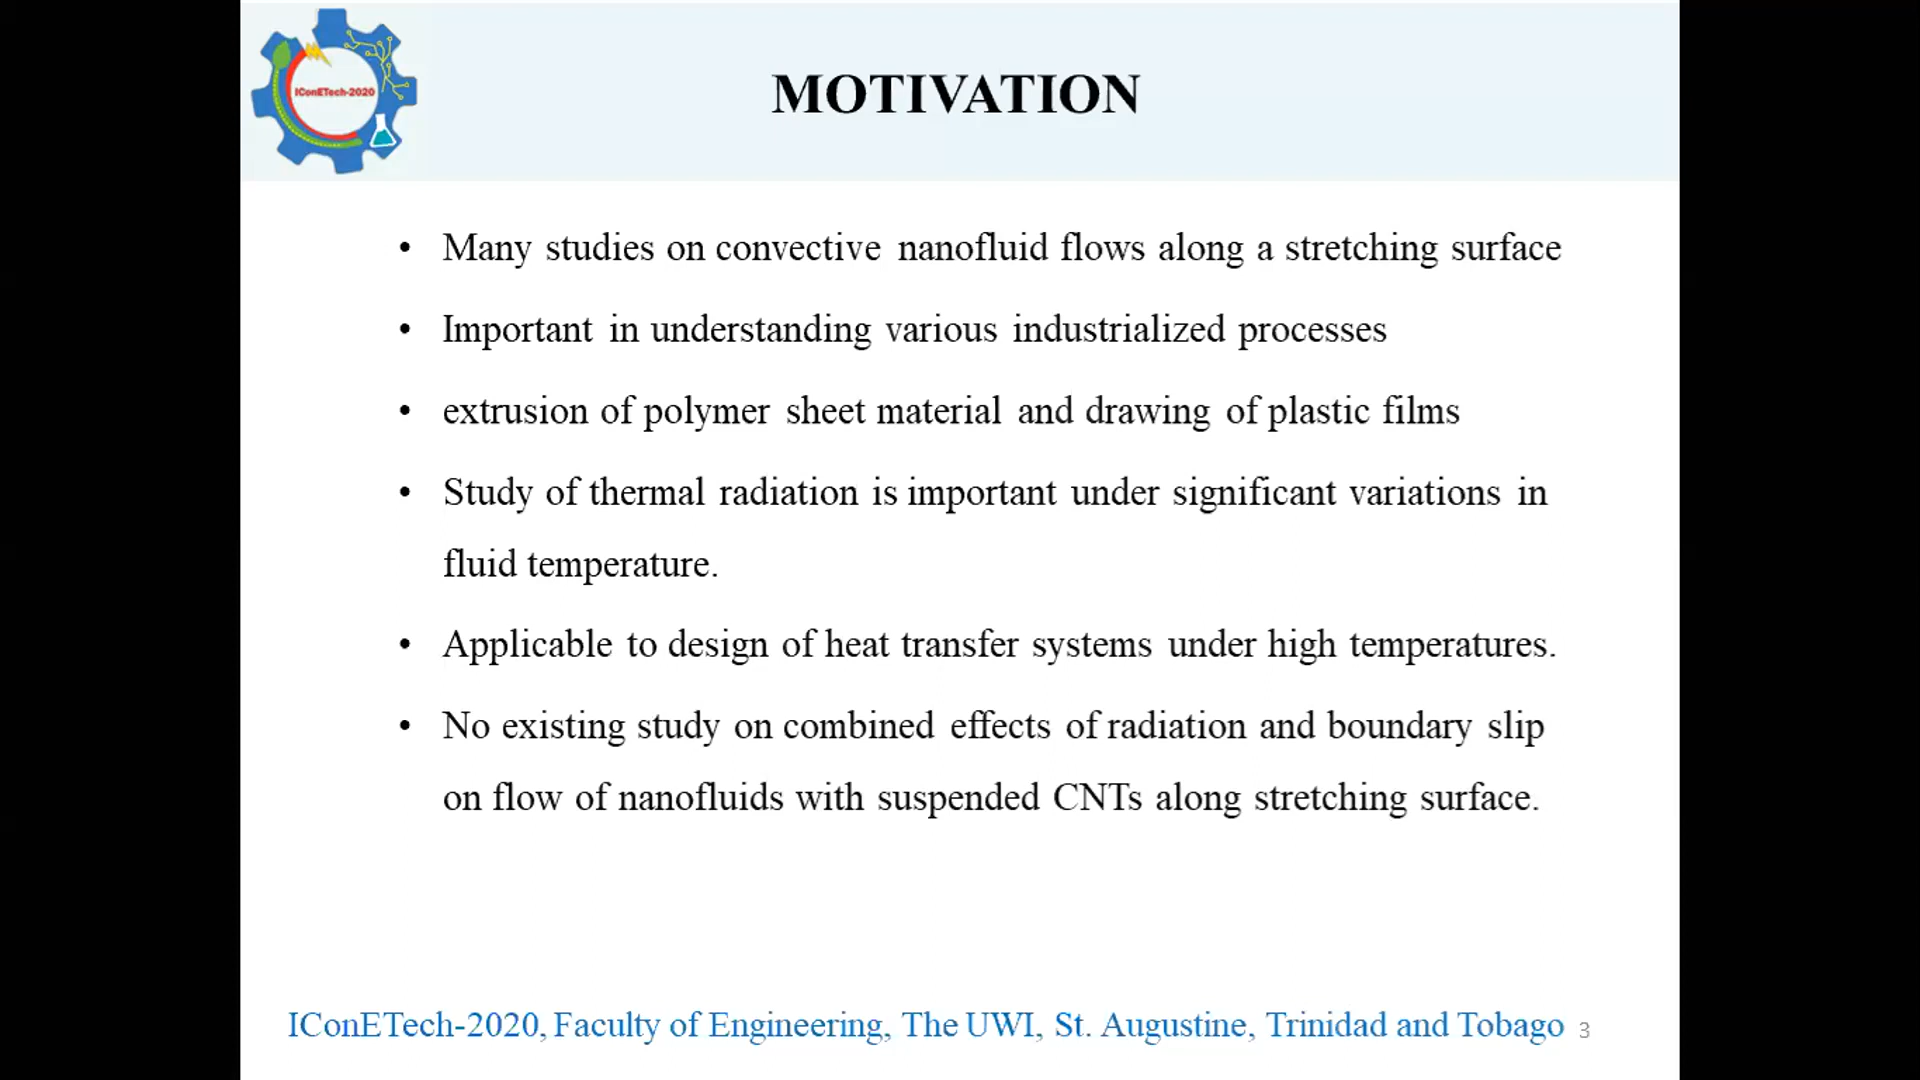 IConETech-2020
MOTIVATION
• Many studies on convective nanofluid flows along a stretching surface
• Important in understanding various industrialized processes
• extrusion of polymer sheet material and drawing of plastic films
• Study of thermal radiation is important under significant variations in
fluid temperature.
• Applicable to design of heat transfer systems under high temperatures.
• No existing study on combined effects of radiation and boundary slip
on flow of nanofluids with suspended CNTs along stretching surface.
IConETech-2020, Faculty of Engineering, The UWI, St. Augustine, Trinidad and Tobago 3